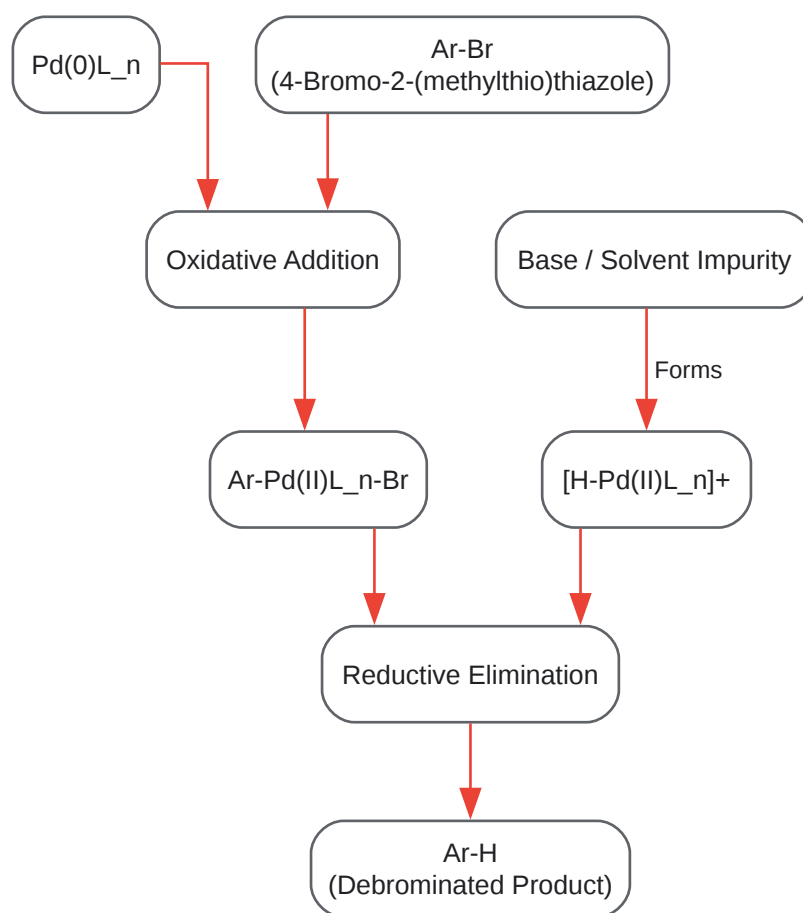 Pd(0)L_n
Ar-Br
(4-Bromo-2-(methylthio)thiazole)
Oxidative Addition
Base / Solvent Impurity
Forms
Ar-Pd(II)L_n-Br
[H-Pd(II)L_n]+
Reductive Elimination
Ar-H
(Debrominated Product)